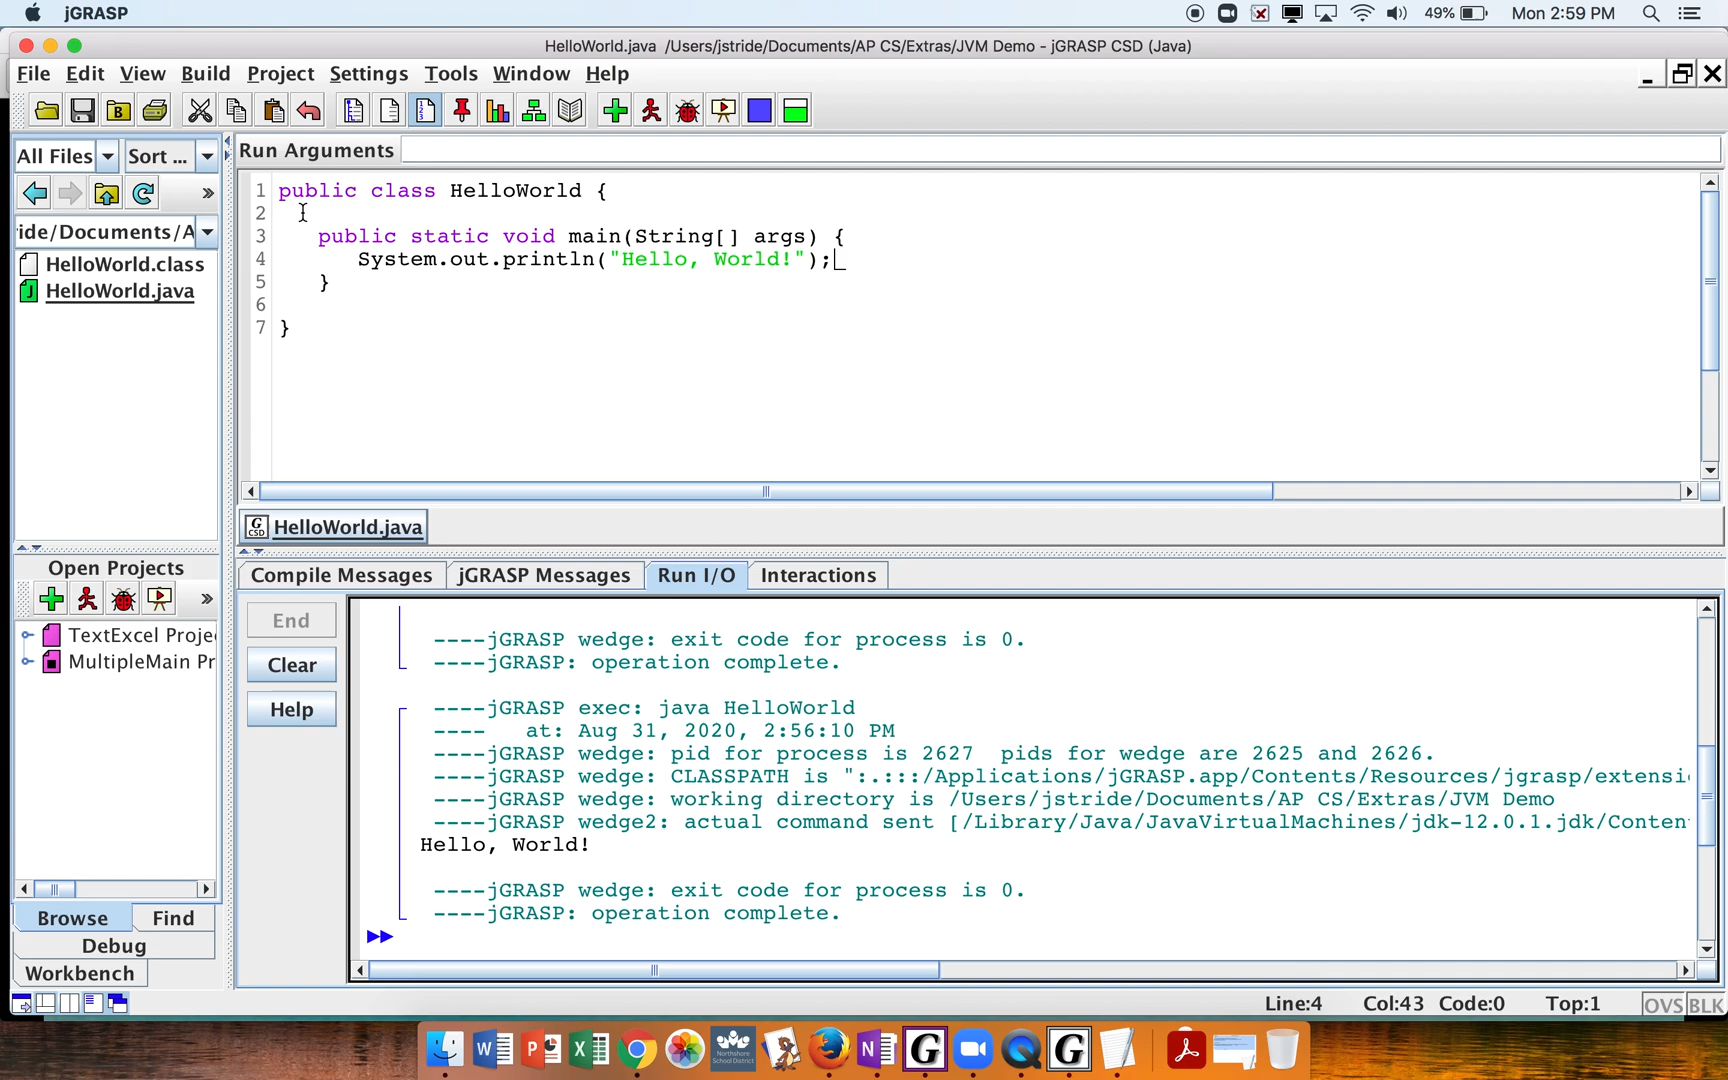 jGRASP
49%
Mon 2:59 PM
HelloWorld.java /Users/jstride/Documents/AP CS/Extras/JVM Demo - jGRASP CSD (Java)
File Edit View Build Project Settings Tools Window Help
All Files Sort ...
Run Arguments
ide/Documents/A
HelloWorld.class
HelloWorld.java
1 public class HelloWorld {
2
3 public static void main(String[] args) {
4 System.out.println("Hello, World!");
5 }
6
7 }
G CSD HelloWorld.java
Open Projects
TextExcel Proje
MultipleMain Pr
Compile Messages jGRASP Messages Run I/O Interactions
End
Clear
Help
----jGRASP wedge: exit code for process is 0.
----jGRASP: operation complete.
----jGRASP exec: java HelloWorld
---- at: Aug 31, 2020, 2:56:10 PM
----jGRASP wedge: pid for process is 2627 pids for wedge are 2625 and 2626.
----jGRASP wedge: CLASSPATH is ":.:::/Applications/jGRASP.app/Contents/Resources/jgrasp/extensi
----jGRASP wedge: working directory is /Users/jstride/Documents/AP CS/Extras/JVM Demo
----jGRASP wedge2: actual command sent [/Library/Java/JavaVirtualMachines/jdk-12.0.1.jdk/Conten
Hello, World!
----jGRASP wedge: exit code for process is 0.
----jGRASP: operation complete.
Browse Find
Debug
Workbench
Line:4 Col:43 Code:0 Top:1 OVS BLK
Northshore School District